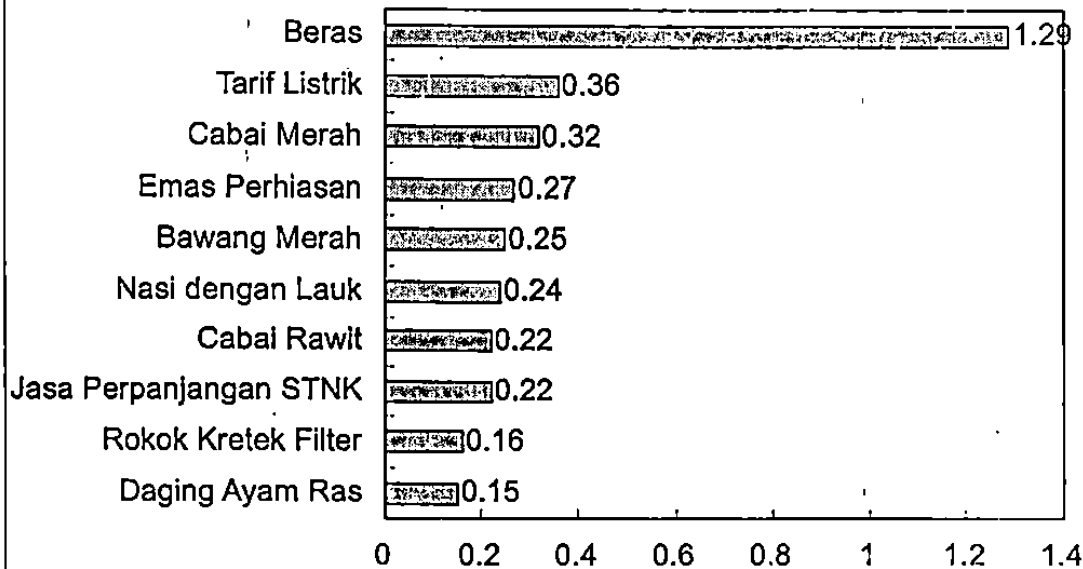 Beras 1.29
Tarif Listrik 0.36
Cabai Merah 0.32
Emas Perhiasan 0.27
Bawang Merah 0.25
Nasi dengan Lauk 0.24
Cabai Rawit 0.22
Jasa Perpanjangan STNK 0.22
Rokok Kretek Filter 0.16
Daging Ayam Ras 0.15
0 0.2 0.4 0.6 0.8 1 1.2 1.4